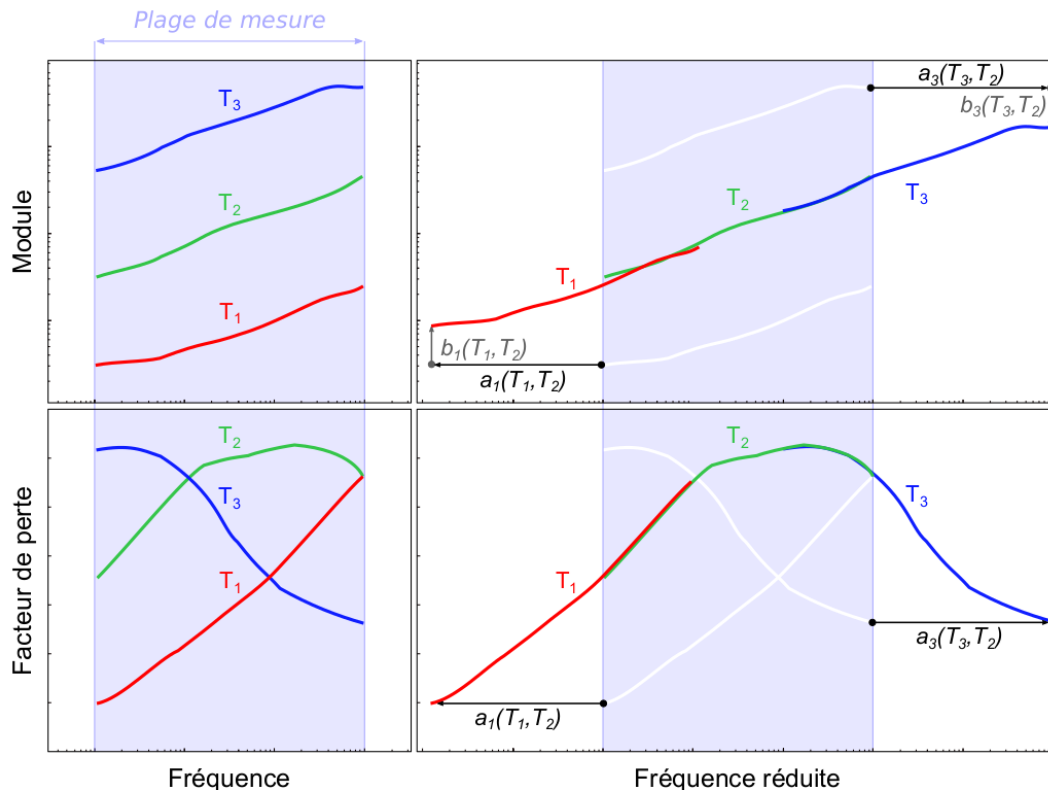 Plage de mesure
Module
T₃
T₂
T₁
a₃(T₃,T₂)
b₃(T₃,T₂)
T₂
T₃
T₁
b₁(T₁,T₂)
a₁(T₁,T₂)
Facteur de perte
T₂
T₃
T₁
T₂
T₃
T₁
a₃(T₃,T₂)
a₁(T₁,T₂)
Fréquence
Fréquence réduite